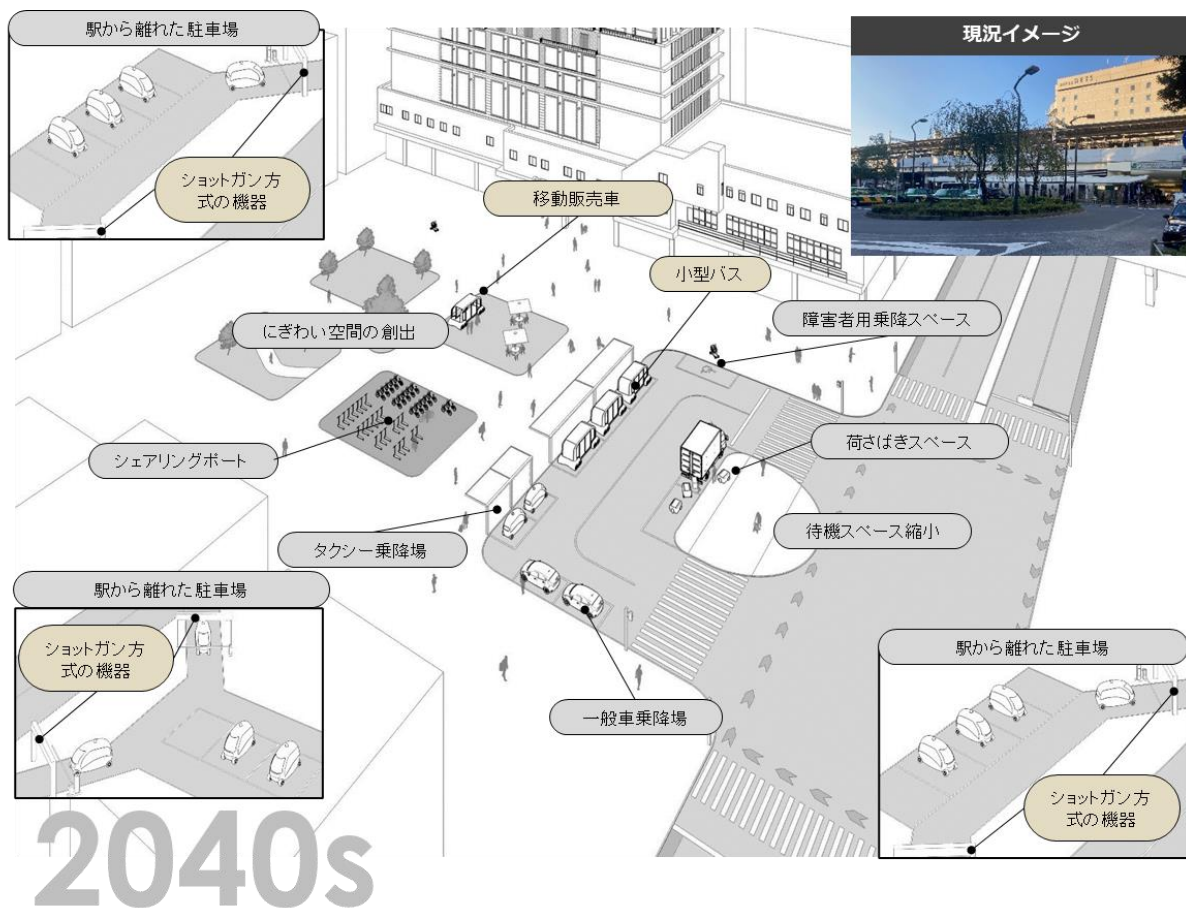 駅から離れた駐車場
ショットガン方
式の機器
現況イメージ
移動販売車
小型バス
にぎわい空間の創出
障害者用乗降スペース
シェアリングポート
荷さばきスペース
タクシー乗降場
待機スペース縮小
駅から離れた駐車場
ショットガン方
式の機器
一般車乗降場
駅から離れた駐車場
ショットガン方
式の機器
2040s